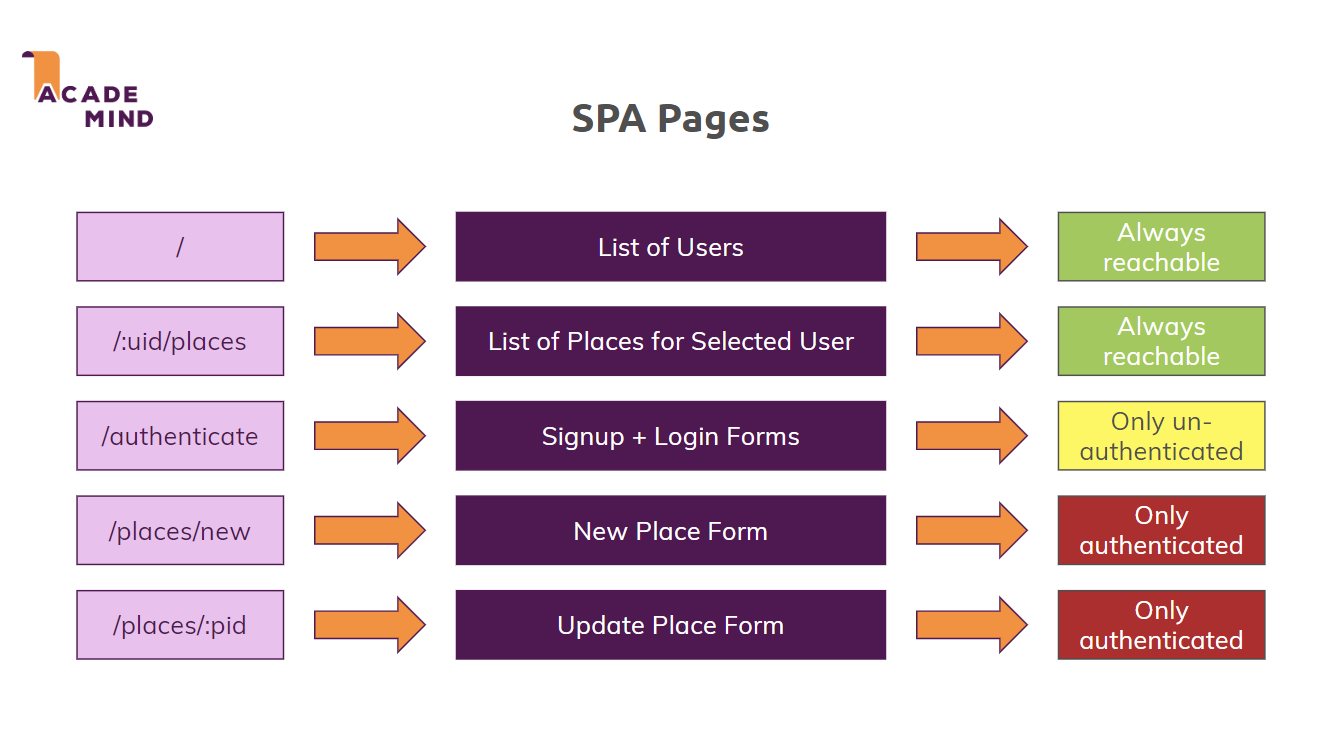 ACADE
MIND
SPA Pages
/
List of Users
Always
reachable
/:uid/places
List of Places for Selected User
Always
reachable
/authenticate
Signup + Login Forms
Only un-
authenticated
/places/new
New Place Form
Only
authenticated
/places/:pid
Update Place Form
Only
authenticated